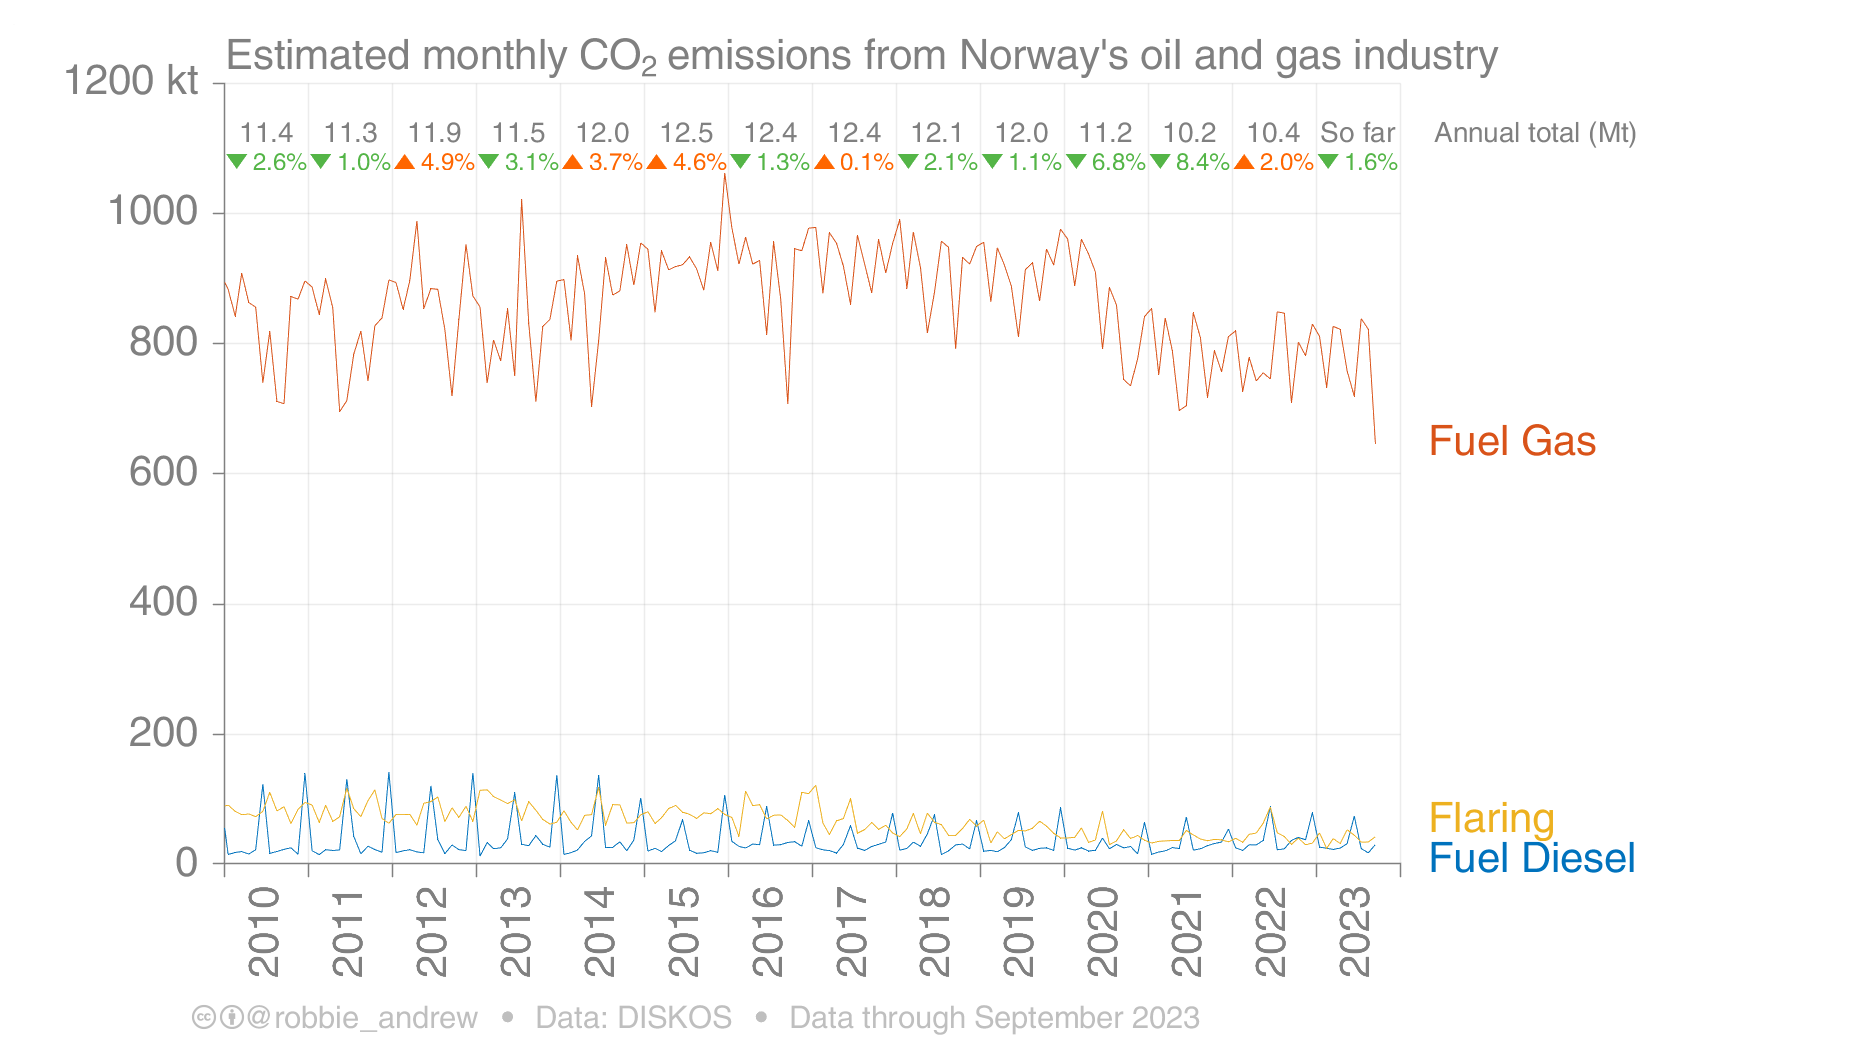 Estimated monthly CO₂ emissions from Norway's oil and gas industry
1200 kt
11.4 11.3 11.9 11.5 12.0 12.5 12.4 12.4 12.1 12.0 11.2 10.2 10.4 So far Annual total (Mt)
▼ 2.6% ▼ 1.0% ▲ 4.9% ▼ 3.1% ▲ 3.7% ▲ 4.6% ▼ 1.3% ▲ 0.1% ▼ 2.1% ▼ 1.1% ▼ 6.8% ▼ 8.4% ▲ 2.0% ▼ 1.6%
1000
800
Fuel Gas
600
400
200
Flaring
Fuel Diesel
0
2010 2011 2012 2013 2014 2015 2016 2017 2018 2019 2020 2021 2022 2023
@robbie_andrew • Data: DISKOS • Data through September 2023